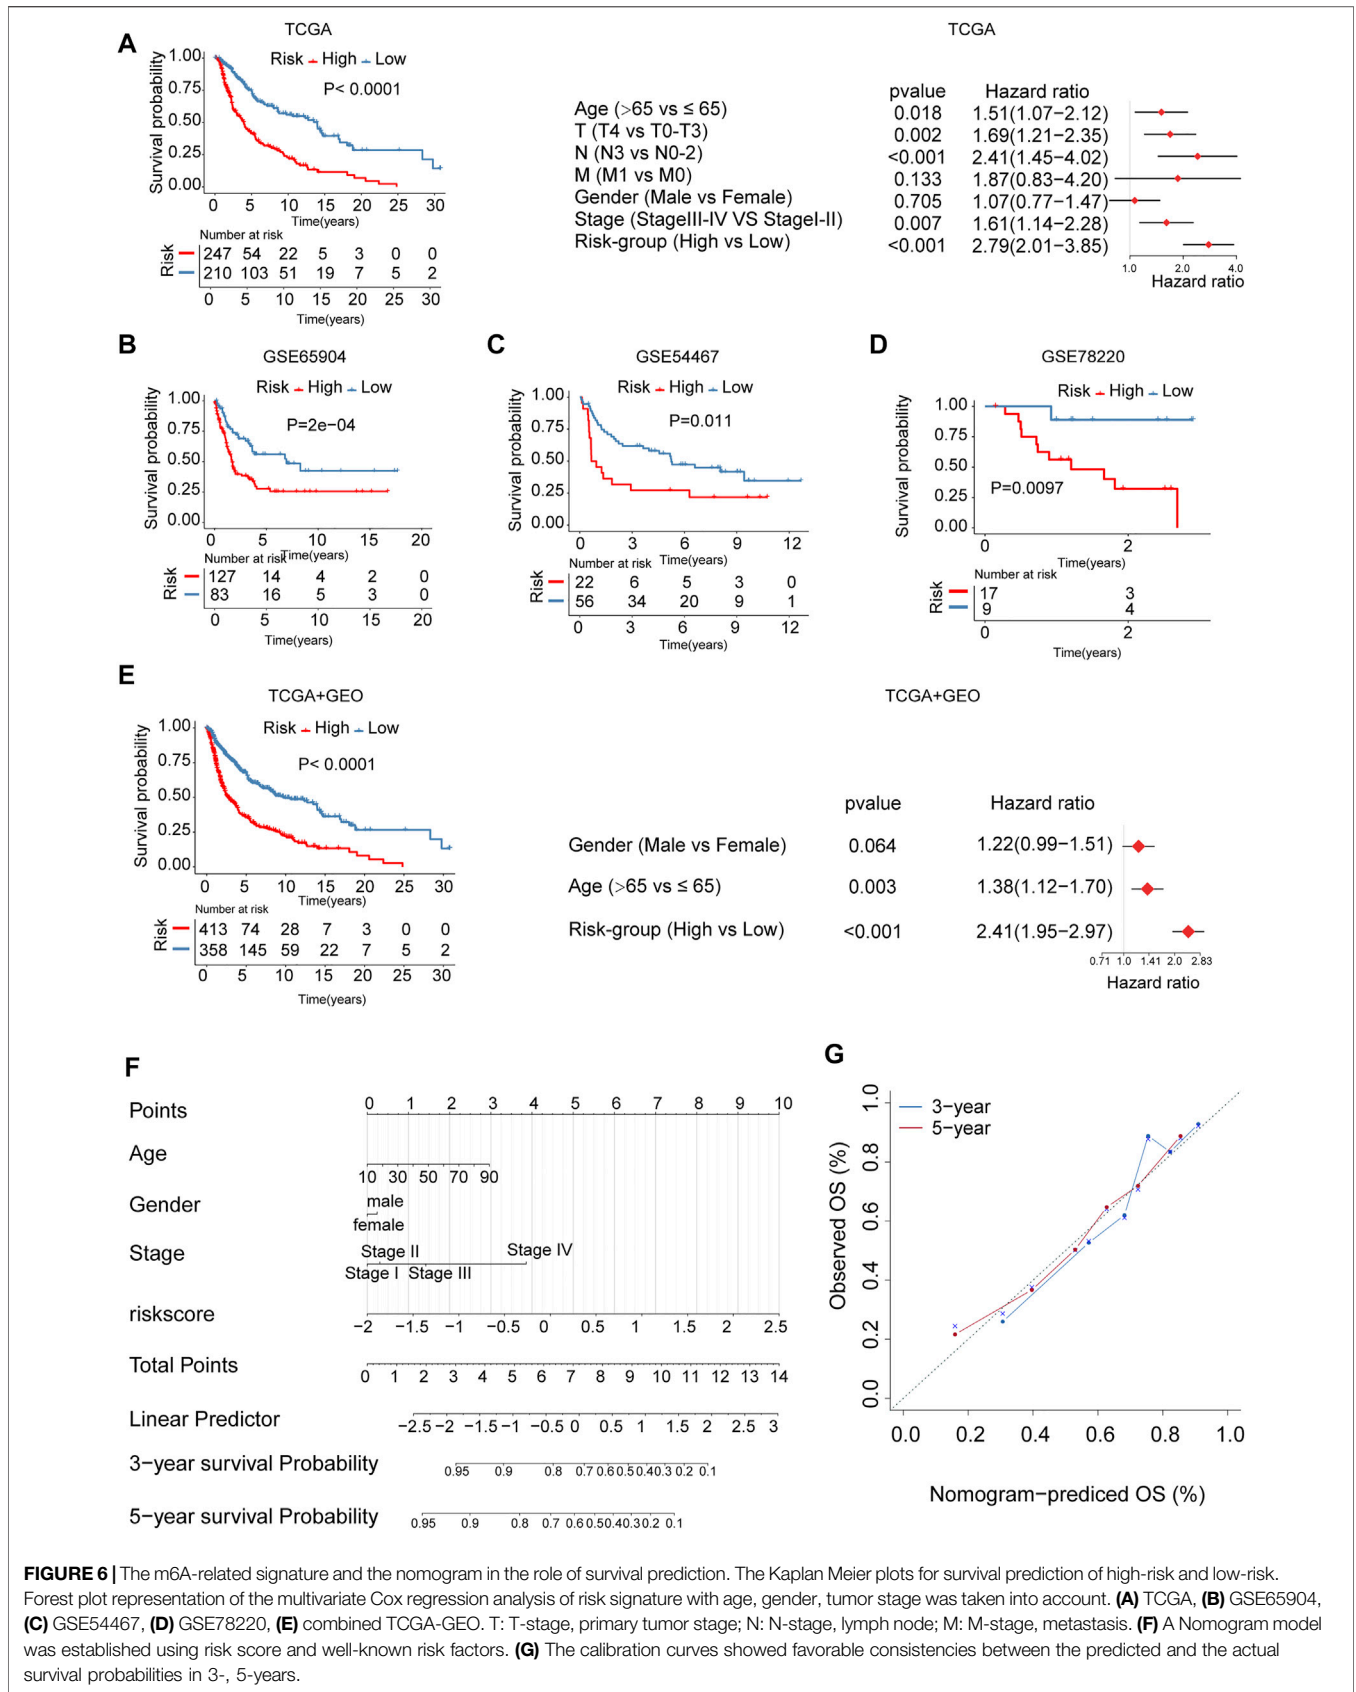 A
TCGA
Risk High Low
P< 0.0001
Survival probability
1.00
0.75
0.50
0.25
0.00
0 5 10 15 20 25 30
Time(years)
Number at risk
Risk
247 54 22 5 3 0 0
210 103 51 19 7 5 2
0 5 10 15 20 25 30
Time(years)
TCGA
pvalue Hazard ratio
Age (>65 vs ≤ 65) 0.018 1.51(1.07−2.12)
T (T4 vs T0-T3) 0.002 1.69(1.21−2.35)
N (N3 vs N0-2) <0.001 2.41(1.45−4.02)
M (M1 vs M0) 0.133 1.87(0.83−4.20)
Gender (Male vs Female) 0.705 1.07(0.77−1.47)
Stage (StageIII-IV VS StageI-II) 0.007 1.61(1.14−2.28)
Risk-group (High vs Low) <0.001 2.79(2.01−3.85)
1.0 2.0 4.0
Hazard ratio
B
GSE65904
Risk High Low
P=2e−04
Survival probability
1.00
0.75
0.50
0.25
0.00
0 5 10 15 20
Time(years)
Number at risk
Risk
127 14 4 2 0
83 16 5 3 0
0 5 10 15 20
Time(years)
C
GSE54467
Risk High Low
P=0.011
Survival probability
1.00
0.75
0.50
0.25
0.00
0 3 6 9 12
Time(years)
Number at risk
Risk
22 6 5 3 0
56 34 20 9 1
0 3 6 9 12
Time(years)
D
GSE78220
Risk High Low
P=0.0097
Survival probability
1.00
0.75
0.50
0.25
0.00
0 2
Time(years)
Number at risk
Risk
17 3
9 4
0 2
Time(years)
E
TCGA+GEO
Risk High Low
P< 0.0001
Survival probability
1.00
0.75
0.50
0.25
0.00
0 5 10 15 20 25 30
Time(years)
Number at risk
Risk
413 74 28 7 3 0 0
358 145 59 22 7 5 2
0 5 10 15 20 25 30
Time(years)
TCGA+GEO
pvalue Hazard ratio
Gender (Male vs Female) 0.064 1.22(0.99−1.51)
Age (>65 vs ≤ 65) 0.003 1.38(1.12−1.70)
Risk-group (High vs Low) <0.001 2.41(1.95−2.97)
0.71 1.0 1.41 2.0 2.83
Hazard ratio
F
Points 0 1 2 3 4 5 6 7 8 9 10
Age
10 30 50 70 90
Gender
male
female
Stage
Stage II Stage IV
Stage I Stage III
riskscore
−2 −1.5 −1 −0.5 0 0.5 1 1.5 2 2.5
Total Points
0 1 2 3 4 5 6 7 8 9 10 11 12 13 14
Linear Predictor
−2.5 −2 −1.5 −1 −0.5 0 0.5 1 1.5 2 2.5 3
3−year survival Probability
0.95 0.9 0.8 0.7 0.6 0.5 0.4 0.3 0.2 0.1
5−year survival Probability
0.95 0.9 0.8 0.7 0.6 0.5 0.4 0.3 0.2 0.1
G
3−year
5−year
Observed OS (%)
1.0
0.8
0.6
0.4
0.2
0.0
0.0 0.2 0.4 0.6 0.8 1.0
Nomogram−prediced OS (%)
FIGURE 6 | The m6A-related signature and the nomogram in the role of survival prediction. The Kaplan Meier plots for survival prediction of high-risk and low-risk.
Forest plot representation of the multivariate Cox regression analysis of risk signature with age, gender, tumor stage was taken into account. (A) TCGA, (B) GSE65904,
(C) GSE54467, (D) GSE78220, (E) combined TCGA-GEO. T: T-stage, primary tumor stage; N: N-stage, lymph node; M: M-stage, metastasis. (F) A Nomogram model
was established using risk score and well-known risk factors. (G) The calibration curves showed favorable consistencies between the predicted and the actual
survival probabilities in 3-, 5-years.